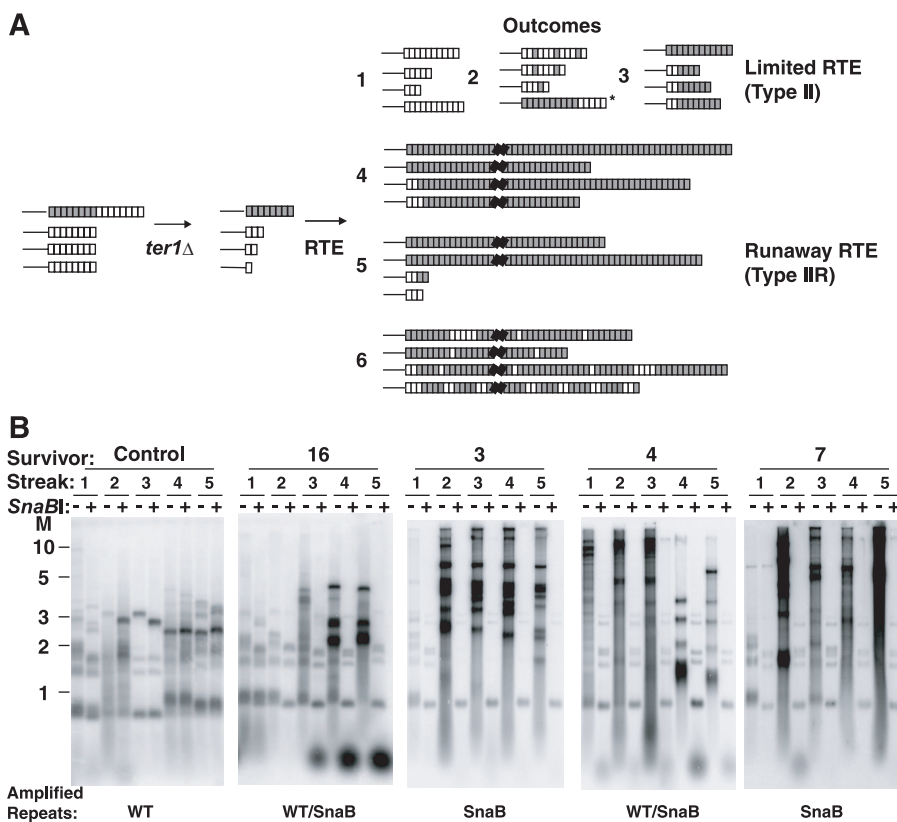 A
Outcomes
1
2
3
*
Limited RTE
(Type II)
4
ter1Δ
RTE
5
Runaway RTE
(Type IIR)
6
B
Survivor: Control 16 3 4 7
Streak: 1 2 3 4 5 1 2 3 4 5 1 2 3 4 5 1 2 3 4 5 1 2 3 4 5
SnaBI: - + - + - + - + - + - + - + - + - + - + - + - + - + - + - + - + - + - + - + - + - + - + - + - + - +
M
10
5
3
2
1
Amplified
Repeats: WT WT/SnaB SnaB WT/SnaB SnaB